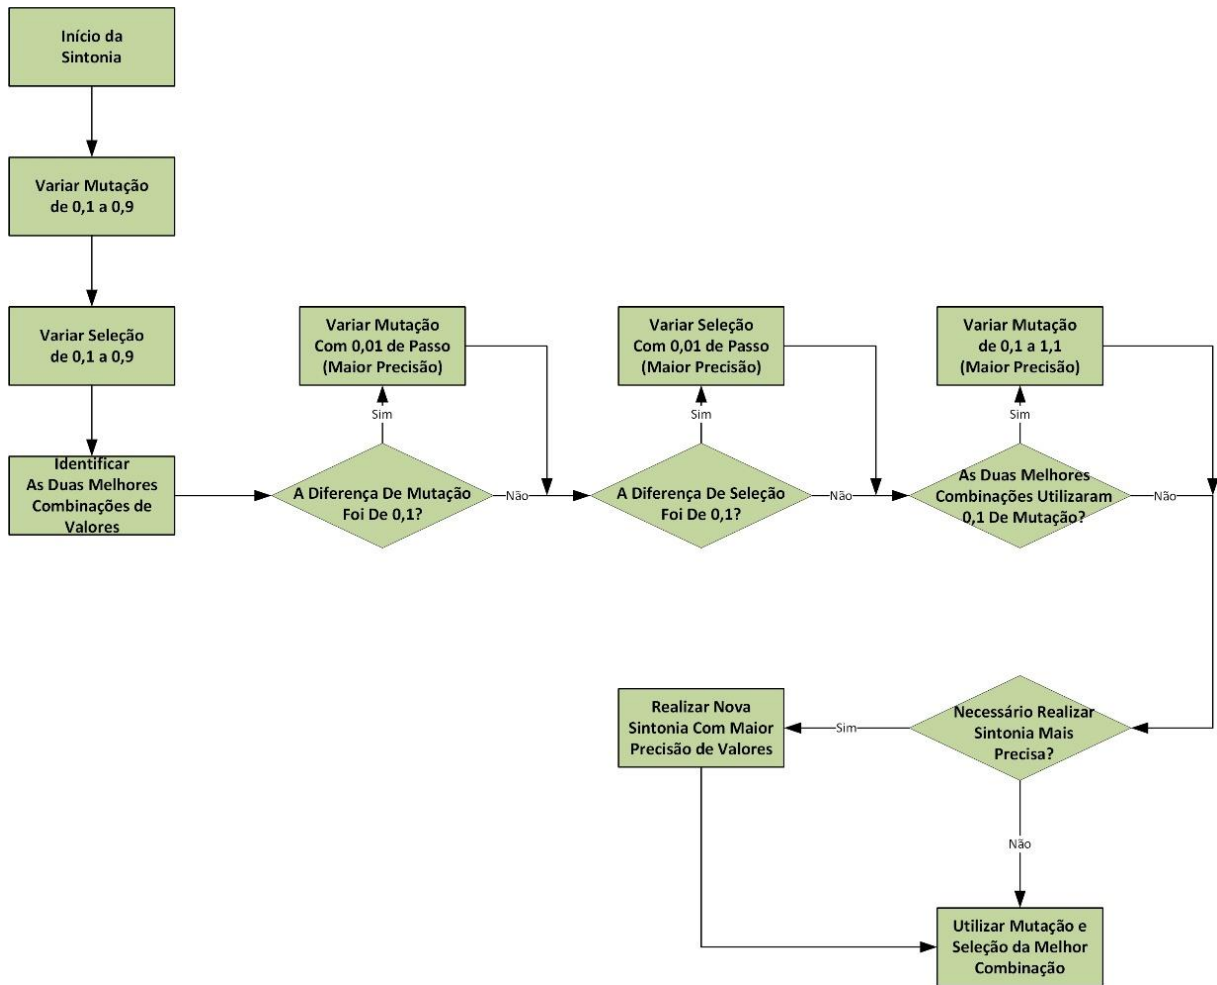 Início da
Sintonia
Variar Mutação
de 0,1 a 0,9
Variar Seleção
de 0,1 a 0,9
Identificar
As Duas Melhores
Combinações de
Valores
Variar Mutação
Com 0,01 de Passo
(Maior Precisão)
Sim
A Diferença De Mutação
Foi De 0,1?
Não
Variar Seleção
Com 0,01 de Passo
(Maior Precisão)
Sim
A Diferença De Seleção
Foi De 0,1?
Não
Variar Mutação
de 0,1 a 1,1
(Maior Precisão)
Sim
As Duas Melhores
Combinações Utilizaram
0,1 De Mutação?
Não
Necessário Realizar
Sintonia Mais
Precisa?
Sim
Realizar Nova
Sintonia Com Maior
Precisão de Valores
Não
Utilizar Mutação e
Seleção da Melhor
Combinação